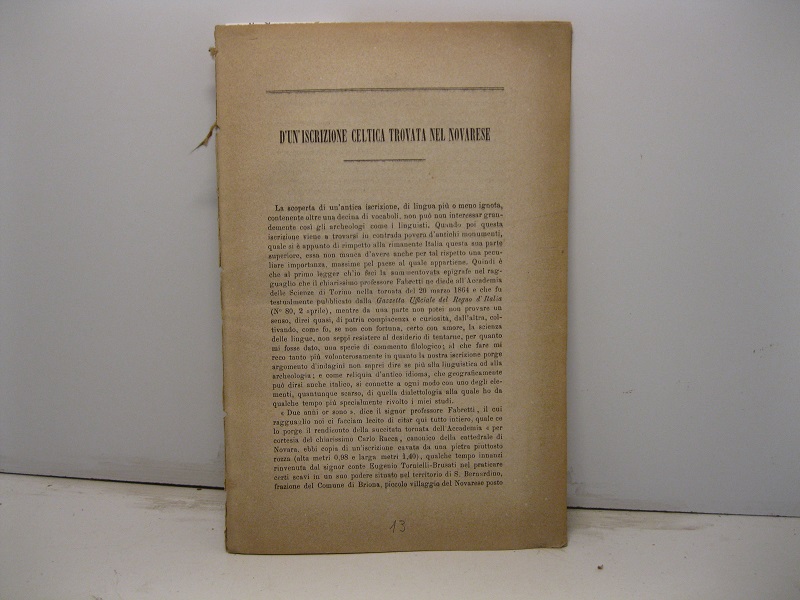 D'UN'ISCRIZIONE CELTICA TROVATA NEL NOVARESE
La scoperta di un'antica iscrizione, di lingua più o meno ignota,
contenente oltre una decina di vocaboli, non può non interessar gran-
demente così gli archeologi come i linguisti. Quando poi questa
iscrizione viene a trovarsi in contrada povera d'antichi monumenti,
quale si è appunto di rimpetto alla rimanente Italia questa sua parte
superiore, essa non manca d'avere anche per tal rispetto una pecu-
liare importanza, massime pel paese al quale appartiene. Quindi è
che al primo legger ch'io feci la summentovata epigrafe nel rag-
guaglio che il chiarissimo professore Fabretti ne diede all'Accademia
delle Scienze di Torino nella tornata del 20 marzo 1864 e che fu
testualmente pubblicato dalla Gazzetta Ufficiale del Regno d'Italia
(N° 80, 2 aprile), mentre da una parte non potei non provare un
senso, direi quasi, di patria compiacenza e curiosità, dall'altra, col-
tivando, come fo, se non con fortuna, certo con amore, la scienza
delle lingue, non seppi resistere al desiderio di tentarne, per quanto
mi fosse dato, una specie di commento filologico; al che fare mi
reco tanto più volonterosamente in quanto la nostra iscrizione porge
argomento d'indagini non saprei dire se più alla linguistica od alla
archeologia; e come reliquia d'antico idioma, che geograficamente
può dirsi anche italico, si connette a ogni modo con uno degli ele-
menti, quantunque scarso, di quella dialettologia alla quale ho da
qualche tempo più specialmente rivolto i miei studi.
« Due anni or sono », dice il signor professore Fabretti, il cui
ragguaglio noi ci facciam lecito di citar qui tutto intiero, quale ce
lo porge il rendiconto della succitata tornata dell'Accademia « per
cortesia del chiarissimo Carlo Racca, canonico della cattedrale di
Novara, ebbi copia di un'iscrizione cavata da una pietra piuttosto
rozza (alta metri 0,98 e larga metri 1,40), qualche tempo innanzi
rinvenuta dal signor conte Eugenio Tornielli-Brusati nel praticare
certi scavi in un suo podere situato nel territorio di S. Bernardino,
frazione del Comune di Briona, piccolo villaggio del Novarese posto
13